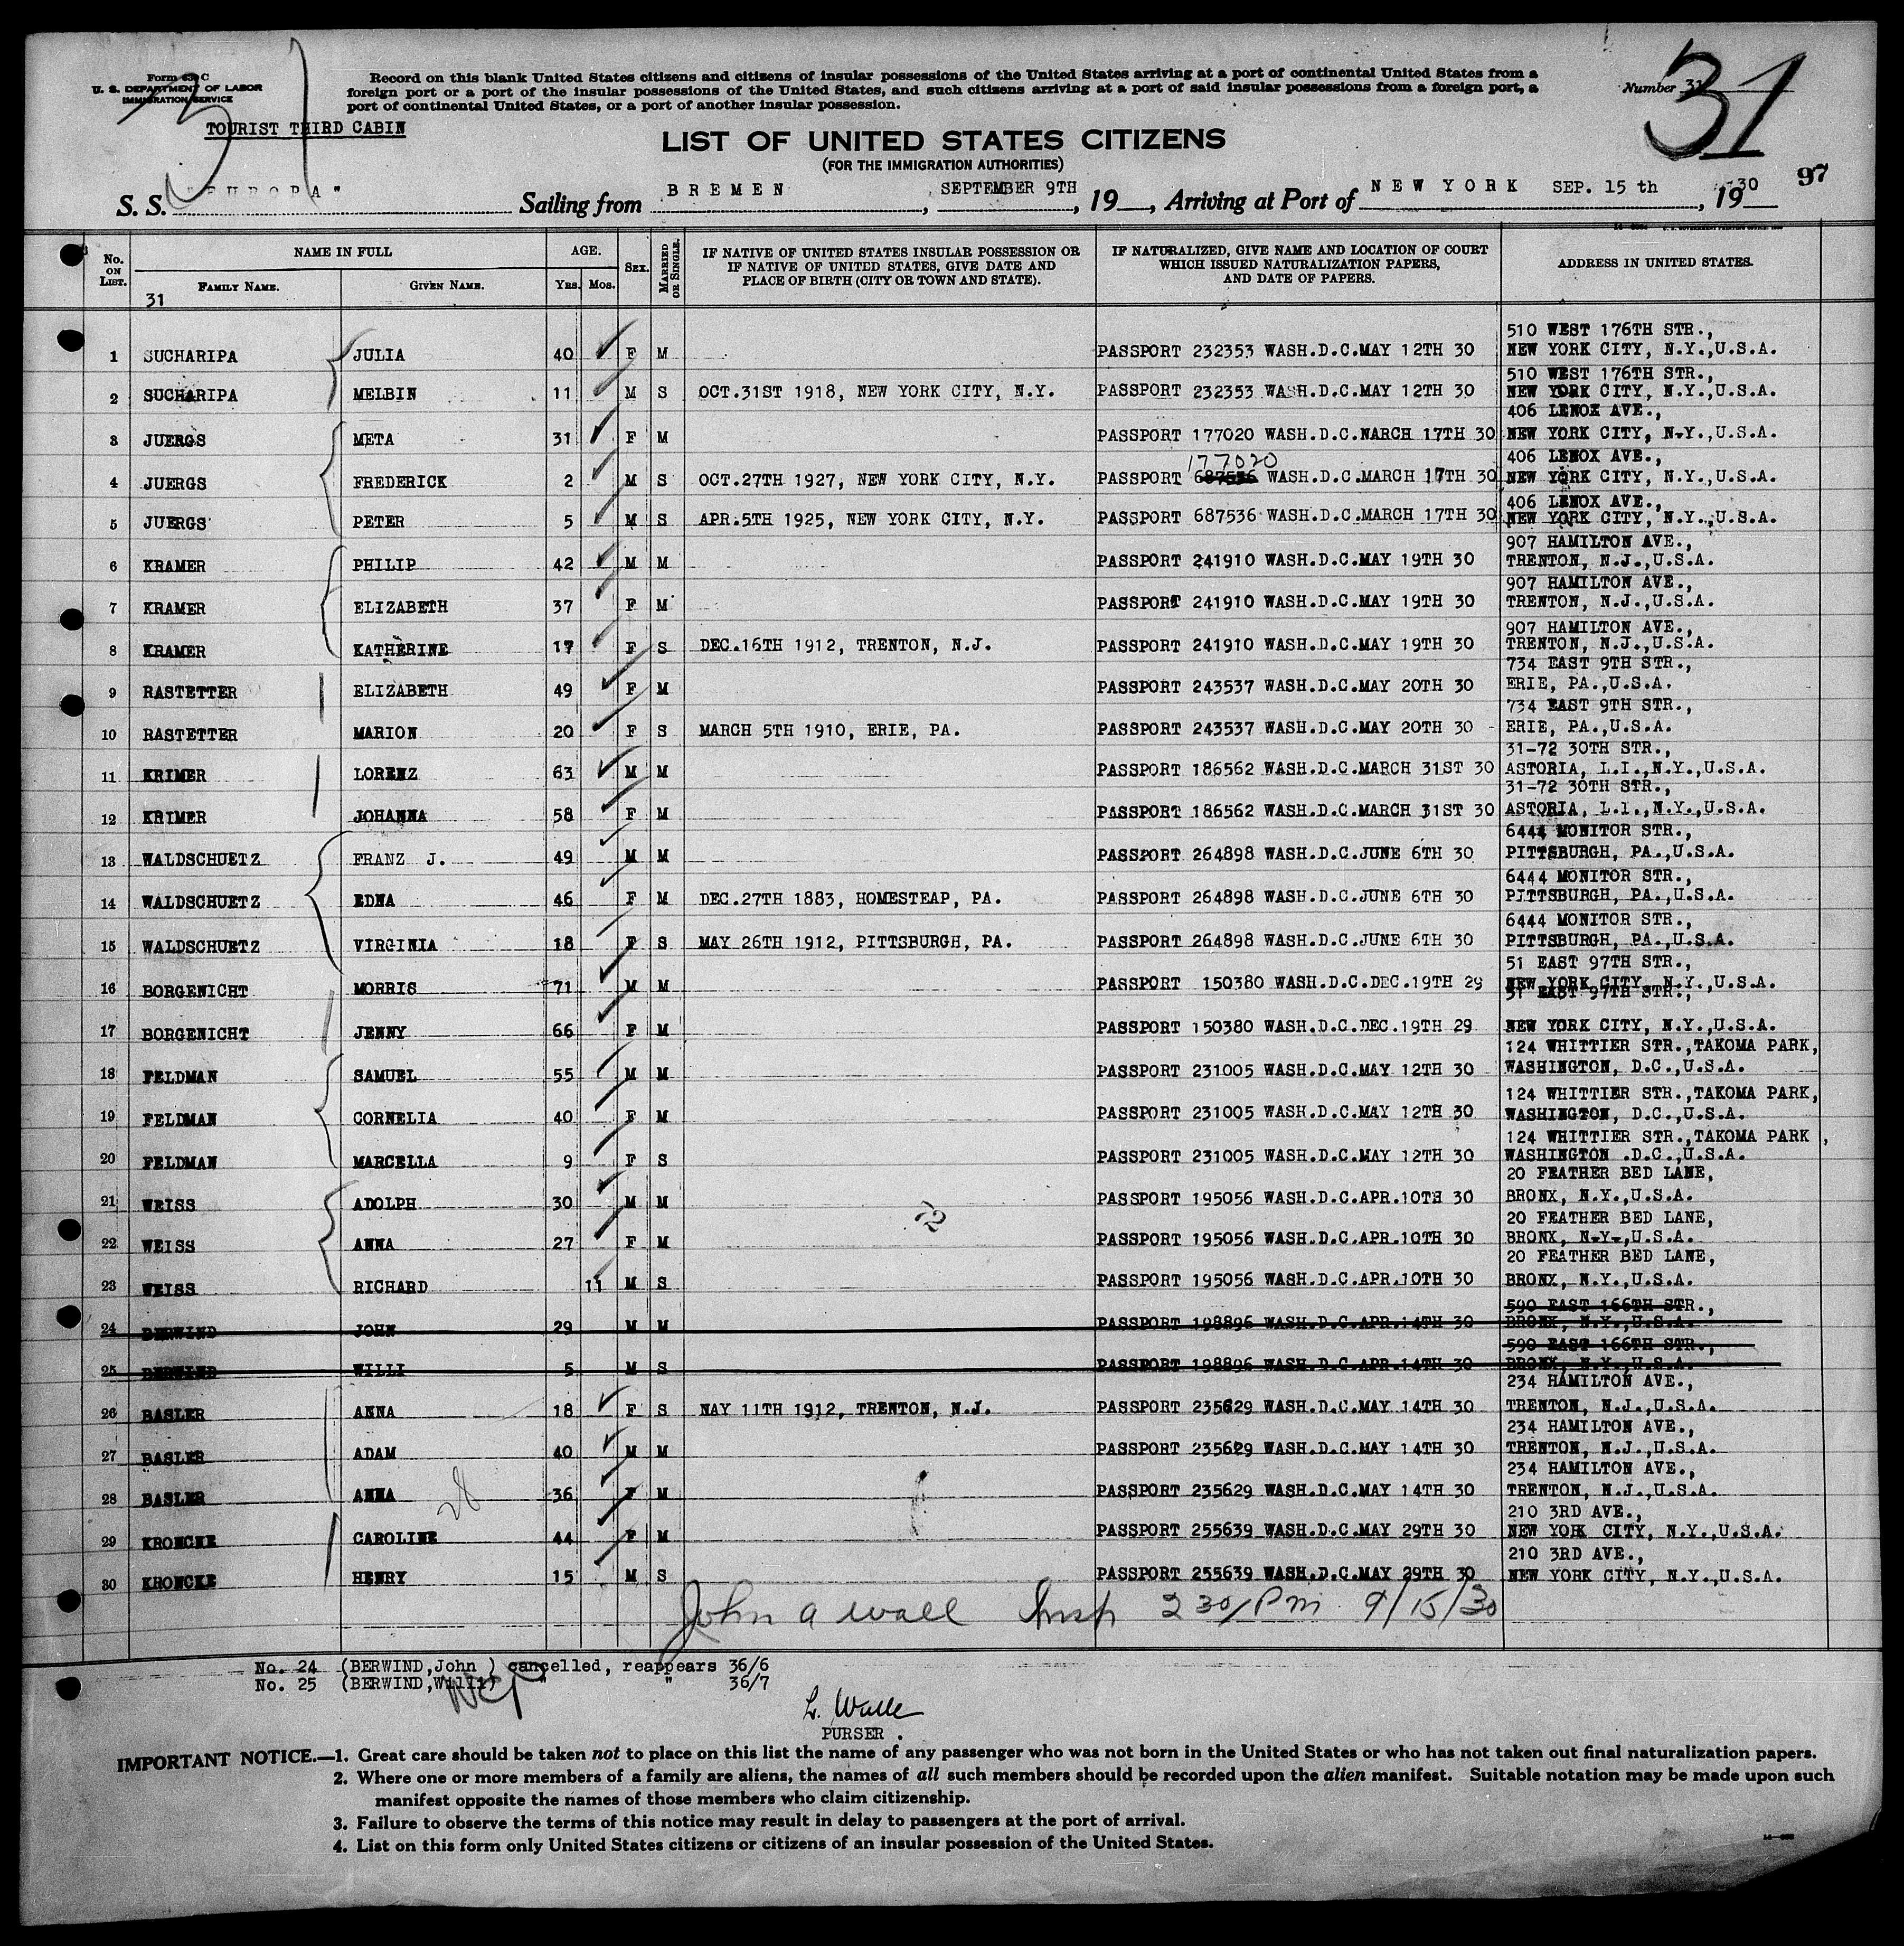 Form 630 C
U. S. DEPARTMENT OF LABOR
IMMIGRATION SERVICE
TOURIST THIRD CABIN
31
Record on this blank United States citizens and citizens of insular possessions of the United States arriving at a port of continental United States from a
foreign port or a port of the insular possessions of the United States, and such citizens arriving at a port of said insular possessions from a foreign port, a
port of continental United States, or a port of another insular possession.
Number 31
31
97
LIST OF UNITED STATES CITIZENS
(FOR THE IMMIGRATION AUTHORITIES)
S. S. "EUROPA" Sailing from BREMEN, SEPTEMBER 9TH, 19 , Arriving at Port of NEW YORK SEP. 15 th, 1930
No. ON LIST. NAME IN FULL AGE. SEX. MARRIED OR SINGLE. IF NATIVE OF UNITED STATES INSULAR POSSESSION OR IF NATIVE OF UNITED STATES, GIVE DATE AND PLACE OF BIRTH (CITY OR TOWN AND STATE). IF NATURALIZED, GIVE NAME AND LOCATION OF COURT WHICH ISSUED NATURALIZATION PAPERS, AND DATE OF PAPERS. ADDRESS IN UNITED STATES.
FAMILY NAME. GIVEN NAME. Yrs. Mos.
31
510 WEST 176TH STR.,
1 SUCHARIPA JULIA 40 F M PASSPORT 232353 WASH.D.C.MAY 12TH 30 NEW YORK CITY, N.Y.,U.S.A.
510 WEST 176TH STR.,
2 SUCHARIPA MELBIN 11 M S OCT.31ST 1918, NEW YORK CITY, N.Y. PASSPORT 232353 WASH.D.C.MAY 12TH 30 NEW YORK CITY, N.Y.,U.S.A.
406 LENOX AVE.,
3 JUERGS META 31 F M PASSPORT 177020 WASH.D.C.NARCH 17TH 30 NEW YORK CITY, N.Y.,U.S.A.
177020 406 LENOX AVE.,
4 JUERGS FREDERICK 2 M S OCT.27TH 1927, NEW YORK CITY, N.Y. PASSPORT 687536 WASH.D.C.MARCH 17TH 30 NEW YORK CITY, N.Y.,U.S.A.
406 LENOX AVE.,
5 JUERGS PETER 5 M S APR.5TH 1925, NEW YORK CITY, N.Y. PASSPORT 687536 WASH.D.C.MARCH 17TH 30 NEW YORK CITY, N.Y.,U.S.A.
907 HAMILTON AVE.,
6 KRAMER PHILIP 42 M M PASSPORT 241910 WASH.D.C.MAY 19TH 30 TRENTON, N.J.,U.S.A.
907 HAMILTON AVE.,
7 KRAMER ELIZABETH 37 F M PASSPORT 241910 WASH.D.C.MAY 19TH 30 TRENTON, N.J.,U.S.A.
907 HAMILTON AVE.,
8 KRAMER KATHERINE 17 F S DEC.16TH 1912, TRENTON, N.J. PASSPORT 241910 WASH.D.C.MAY 19TH 30 TRENTON, N.J.,U.S.A.
734 EAST 9TH STR.,
9 RASTETTER ELIZABETH 49 F M PASSPORT 243537 WASH.D.C.MAY 20TH 30 ERIE, PA.,U.S.A.
734 EAST 9TH STR.,
10 RASTETTER MARION 20 F S MARCH 5TH 1910, ERIE, PA. PASSPORT 243537 WASH.D.C.MAY 20TH 30 ERIE, PA.,U.S.A.
31-72 30TH STR.,
11 KRIMER LORENZ 63 M M PASSPORT 186562 WASH.D.C.MARCH 31ST 30 ASTORIA, L.I.,N.Y.,U.S.A.
31-72 30TH STR.,
12 KRIMER JOHANNA 58 F M PASSPORT 186562 WASH.D.C.MARCH 31ST 30 ASTORIA, L.I.,N.Y.,U.S.A.
6444 MONITOR STR.,
13 WALDSCHUETZ FRANZ J. 49 M M PASSPORT 264898 WASH.D.C.JUNE 6TH 30 PITTSBURGH, PA.,U.S.A.
6444 MONITOR STR.,
14 WALDSCHUETZ EDNA 46 F M DEC.27TH 1883, HOMESTEAP, PA. PASSPORT 264898 WASH.D.C.JUNE 6TH 30 PITTSBURGH, PA.,U.S.A.
6444 MONITOR STR.,
15 WALDSCHUETZ VIRGINIA 18 F S MAY 26TH 1912, PITTSBURGH, PA. PASSPORT 264898 WASH.D.C.JUNE 6TH 30 PITTSBURGH, PA.,U.S.A.
51 EAST 97TH STR.,
16 BORGENICHT MORRIS 71 M M PASSPORT 150380 WASH.D.C.DEC.19TH 29 NEW YORK CITY, N.Y.,U.S.A.
51 EAST 97TH STR.,
17 BORGENICHT JENNY 66 F M PASSPORT 150380 WASH.D.C.DEC.19TH 29 NEW YORK CITY, N.Y.,U.S.A.
124 WHITTIER STR.,TAKOMA PARK,
18 FELDMAN SAMUEL 55 M M PASSPORT 231005 WASH.D.C.MAY 12TH 30 WASHINGTON, D.C.,U.S.A.
124 WHITTIER STR.,TAKOMA PARK,
19 FELDMAN CORNELIA 40 F M PASSPORT 231005 WASH.D.C.MAY 12TH 30 WASHINGTON, D.C.,U.S.A.
124 WHITTIER STR.,TAKOMA PARK ,
20 FELDMAN MARCELLA 9 F S PASSPORT 231005 WASH.D.C.MAY 12TH 30 WASHINGTON .D.C.,U.S.A.
20 FEATHER BED LANE,
21 WEISS ADOLPH 30 M M PASSPORT 195056 WASH.D.C.APR.10TH 30 BRONX, N.Y.,U.S.A.
20 FEATHER BED LANE,
22 WEISS ANNA 27 F M PASSPORT 195056 WASH.D.C.APR.10TH 30 BRONX, N.Y.,U.S.A.
20 FEATHER BED LANE,
23 WEISS RICHARD 11 M S PASSPORT 195056 WASH.D.C.APR.10TH 30 BRONX, N.Y.,U.S.A.
590 EAST 166TH STR.,
24 BERWIND JOHN 29 M M PASSPORT 198896 WASH.D.C.APR.14TH 30 BRONX, N.Y.,U.S.A.
590 EAST 166TH STR.,
25 BERWIND WILLI 5 M S PASSPORT 198896 WASH.D.C.APR.14TH 30 BRONX, N.Y.,U.S.A.
234 HAMILTON AVE.,
26 BASLER ANNA 18 F S NAY 11TH 1912, TRENTON, N.J. PASSPORT 235629 WASH.D.C.MAY 14TH 30 TRENTON, N.J.,U.S.A.
234 HAMILTON AVE.,
27 BASLER ADAM 40 M M PASSPORT 235629 WASH.D.C.MAY 14TH 30 TRENTON, N.J.,U.S.A.
234 HAMILTON AVE.,
28 BASLER ANNA 36 F M PASSPORT 235629 WASH.D.C.MAY 14TH 30 TRENTON, N.J.,U.S.A.
28
210 3RD AVE.,
29 KRONCKE CAROLINE 44 F M PASSPORT 255639 WASH.D.C.MAY 29TH 30 NEW YORK CITY, N.Y.,U.S.A.
210 3RD AVE.,
30 KRONCKE HENRY 15 M S PASSPORT 255639 WASH.D.C.MAY 29TH 30 NEW YORK CITY, N.Y.,U.S.A.
John A Wall Insp 2 30/Pm 9/15/30
No. 24 (BERWIND,John ) cancelled, reappears 36/6
No. 25 (BERWIND,Willi) " " 36/7
L. Walle
PURSER .
IMPORTANT NOTICE.—1. Great care should be taken not to place on this list the name of any passenger who was not born in the United States or who has not taken out final naturalization papers.
2. Where one or more members of a family are aliens, the names of all such members should be recorded upon the alien manifest. Suitable notation may be made upon such
manifest opposite the names of those members who claim citizenship.
3. Failure to observe the terms of this notice may result in delay to passengers at the port of arrival.
4. List on this form only United States citizens or citizens of an insular possession of the United States.